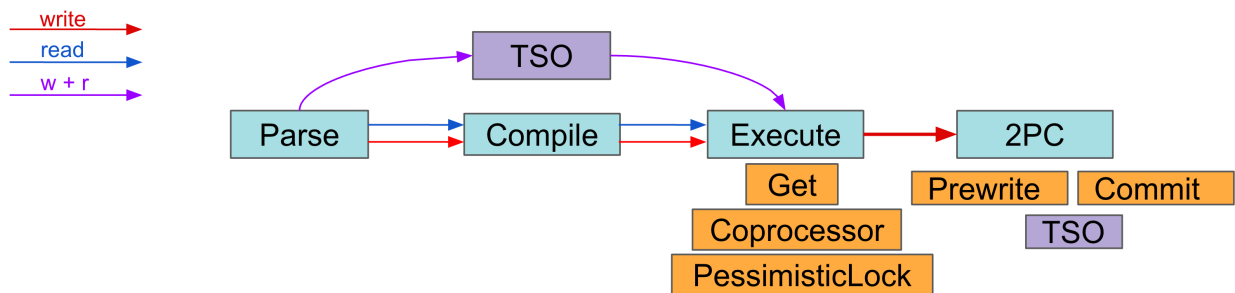 write
read
w + r
TSO
Parse
Compile
Execute
2PC
Get
Prewrite
Commit
Coprocessor
TSO
PessimisticLock